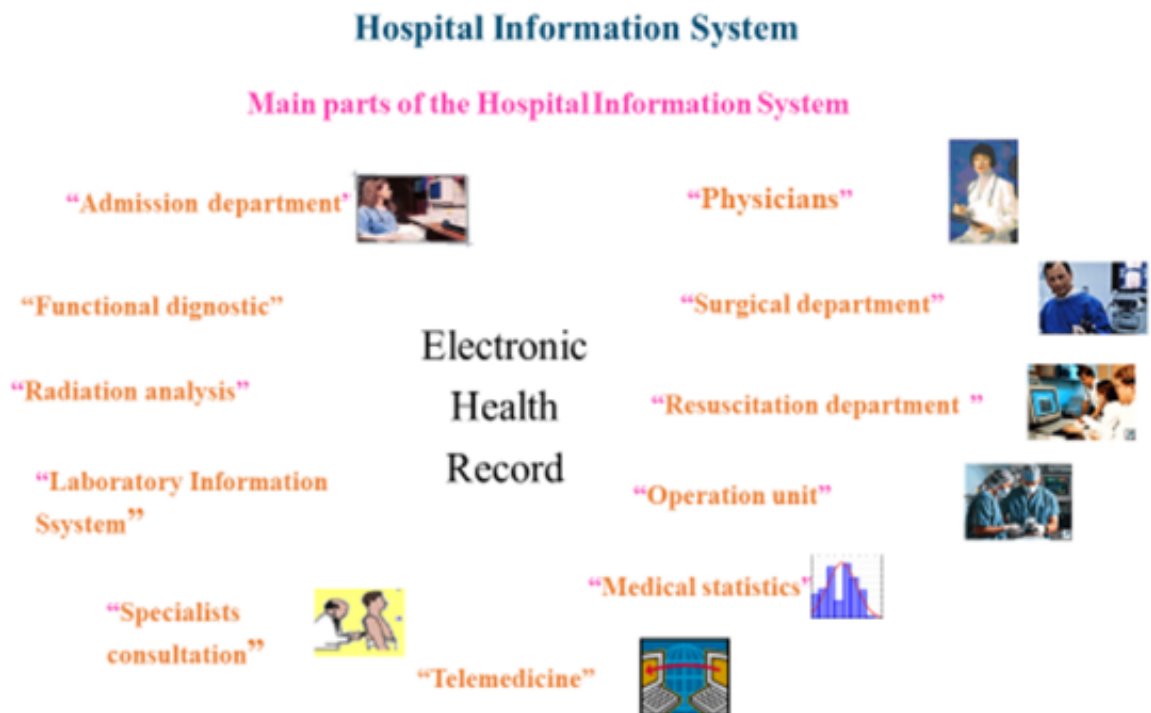 Hospital Information System
Main parts of the Hospital Information System
“Admission department’
“Physicians”
“Functional dignostic”
“Surgical department”
Electronic
Health
Record
“Radiation analysis”
“Resuscitation department ”
“Laboratory Information
Ssystem”
“Operation unit”
“Medical statistics’
“Specialists
consultation”
“Telemedicine”